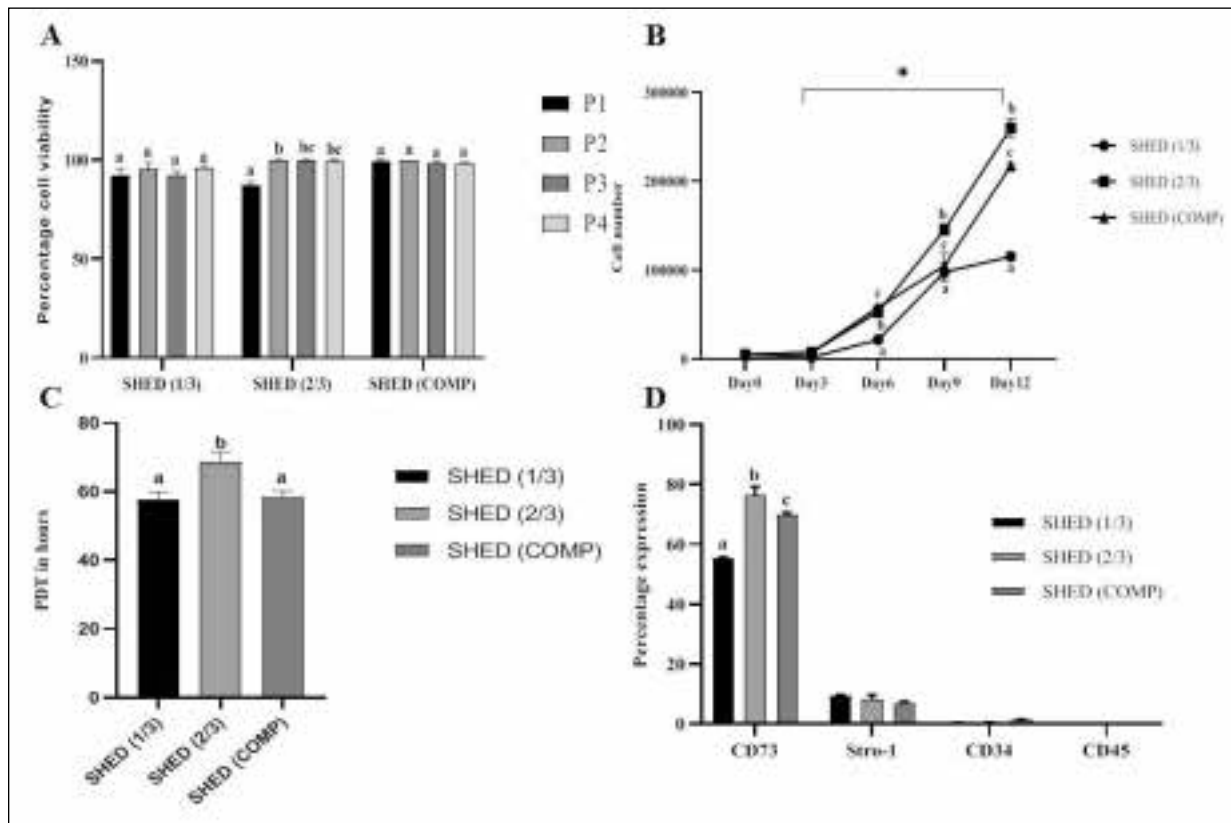 A
150
100
50
0
Percentage cell viability
a a a a
a b bc bc
a a a a
SHED (1/3) SHED (2/3) SHED (COMP)
P1
P2
P3
P4
B
*
300000
200000
100000
0
Cell number
b
c
a
b
c
a
c
b
a
Day0 Day3 Day6 Day9 Day12
SHED (1/3)
SHED (2/3)
SHED (COMP)
C
80
60
40
20
0
PDT in hours
a b a
SHED (1/3) SHED (2/3) SHED (COMP)
SHED (1/3)
SHED (2/3)
SHED (COMP)
D
100
80
60
40
20
0
Percentage expression
a b c
CD73 Stro-1 CD34 CD45
SHED (1/3)
SHED (2/3)
SHED (COMP)